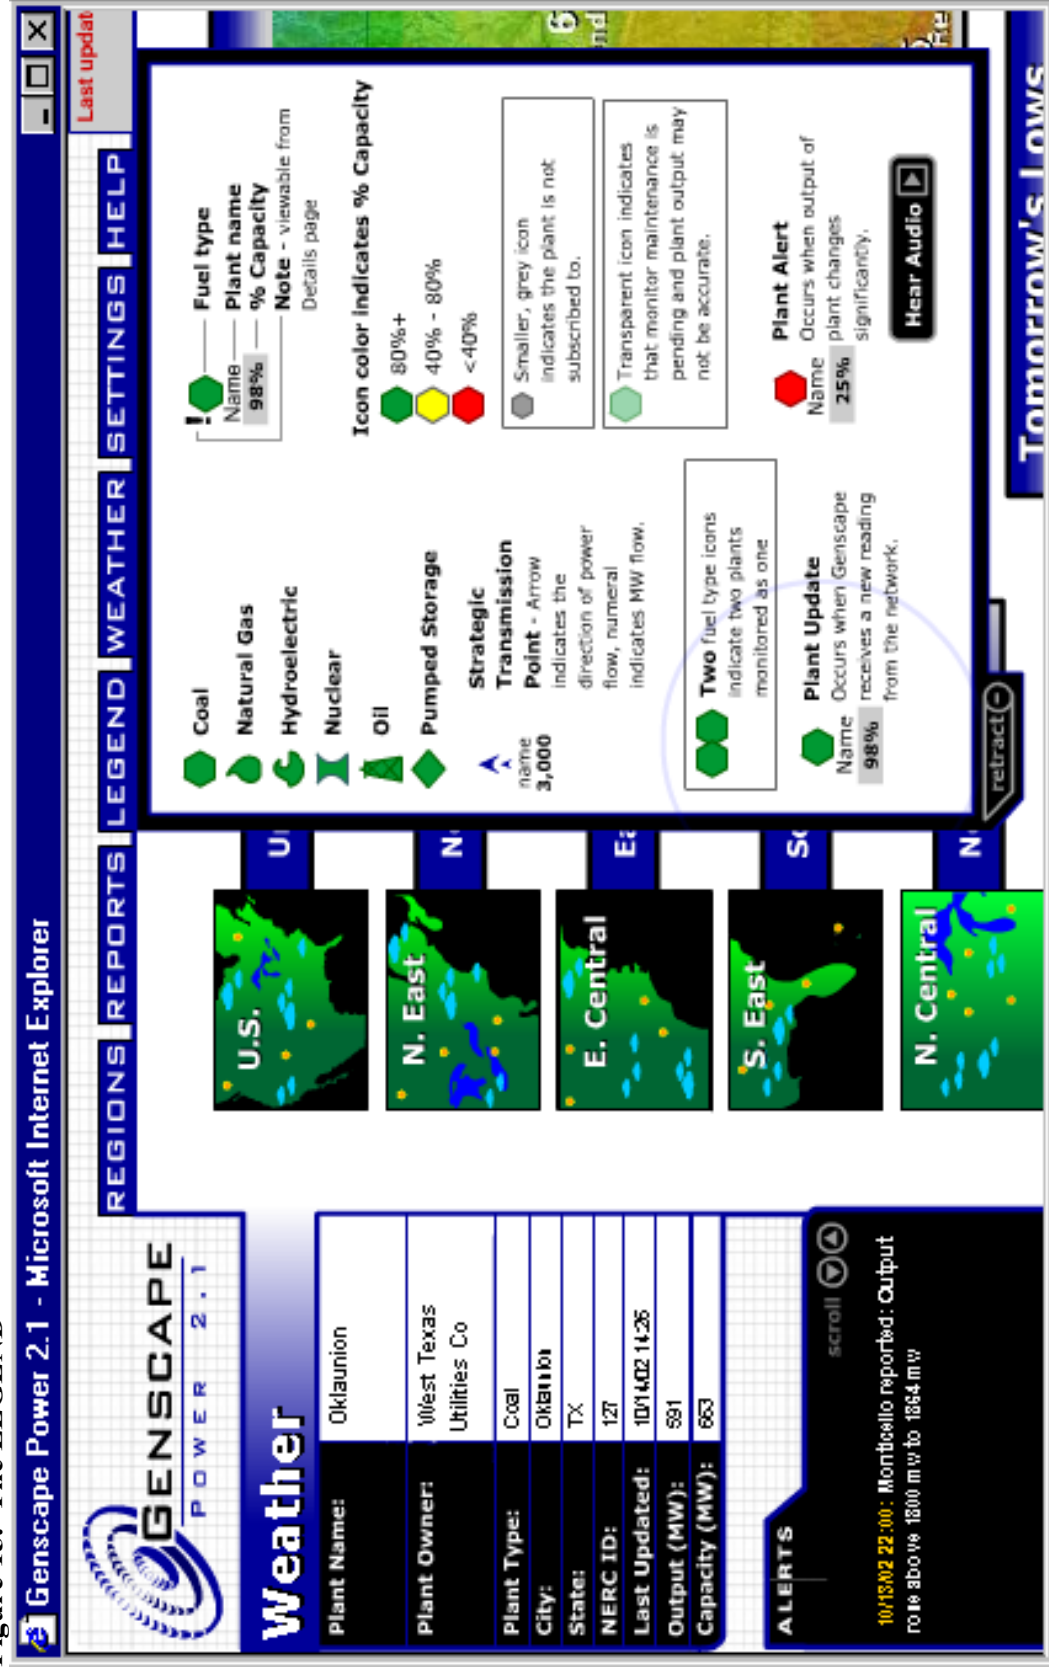 Genscape Power 2.1 - Microsoft Internet Explorer
GENSCAPE
POWER 2.1
REGIONS REPORTS LEGEND WEATHER SETTINGS HELP
Last updat
Weather
Plant Name: Oklaunion
Plant Owner: West Texas
Utilities Co
Plant Type: Coal
City: Oklaunion
State: TX
NERC ID: 127
Last Updated: 10/14/02 14:26
Output (MW): 591
Capacity (MW): 663
ALERTS
scroll
10/13/02 22:00: Monticello reported: Output
rose above 1800 mw to 1864 mw
U.S.
N. East
E. Central
S. East
N. Central
Coal
Natural Gas
Hydroelectric
Nuclear
Oil
Pumped Storage
name
3,000
Strategic
Transmission
Point - Arrow
indicates the
direction of power
flow, numeral
indicates MW flow.
Two fuel type icons
indicate two plants
monitored as one
Name
98%
Plant Update
Occurs when Genscape
receives a new reading
from the network.
!
Name
98%
Fuel type
Plant name
% Capacity
Note - viewable from
Details page
Icon color indicates % Capacity
80%+
40% - 80%
<40%
Smaller, grey icon
indicates the plant is not
subscribed to.
Transparent icon indicates
that monitor maintenance is
pending and plant output may
not be accurate.
Name
25%
Plant Alert
Occurs when output of
plant changes
significantly.
Hear Audio
retract
Tomorrow's Lows